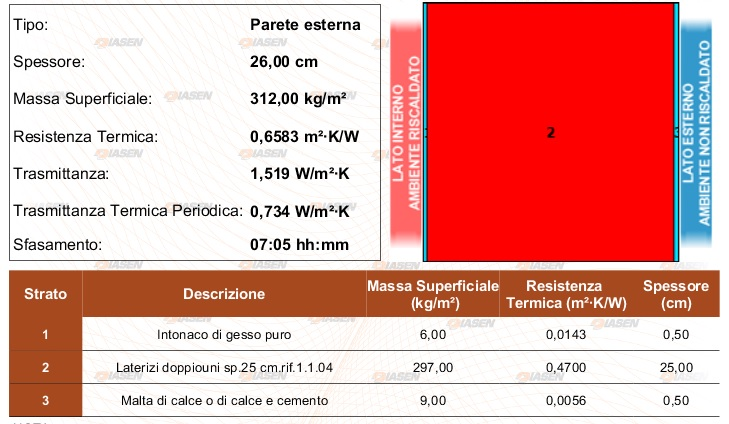 Tipo: Parete esterna
Spessore: 26,00 cm
Massa Superficiale: 312,00 kg/m²
Resistenza Termica: 0,6583 m²·K/W
Trasmittanza: 1,519 W/m²·K
Trasmittanza Termica Periodica: 0,734 W/m²·K
Sfasamento: 07:05 hh:mm
LATO INTERNO
AMBIENTE RISCALDATO
2
LATO ESTERNO
AMBIENTE NON RISCALDATO
Strato Descrizione Massa Superficiale (kg/m²) Resistenza Termica (m²·K/W) Spessore (cm)
1 Intonaco di gesso puro 6,00 0,0143 0,50
2 Laterizi doppiouni sp.25 cm.rif.1.1.04 297,00 0,4700 25,00
3 Malta di calce o di calce e cemento 9,00 0,0056 0,50
IASEN